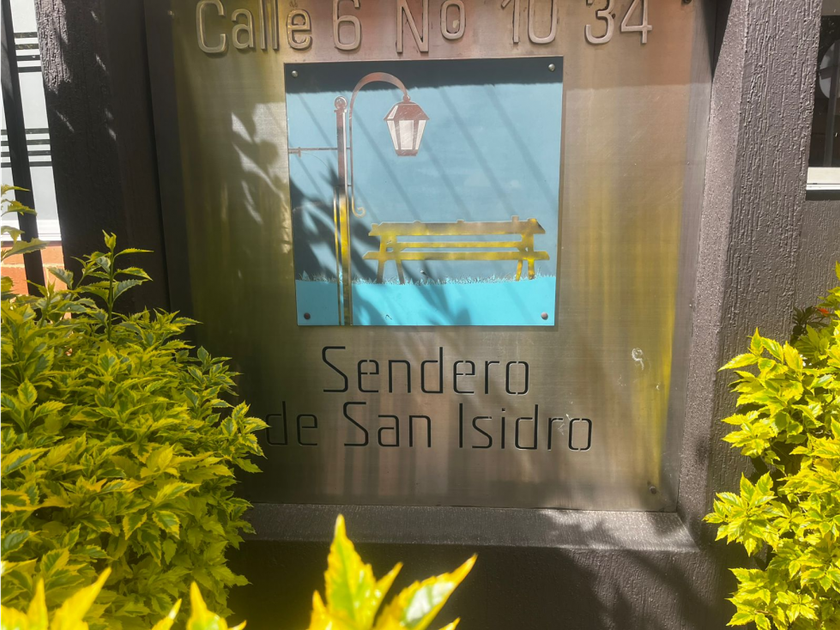 Calle 6 Nº 10 34
Sendero
de San Isidro